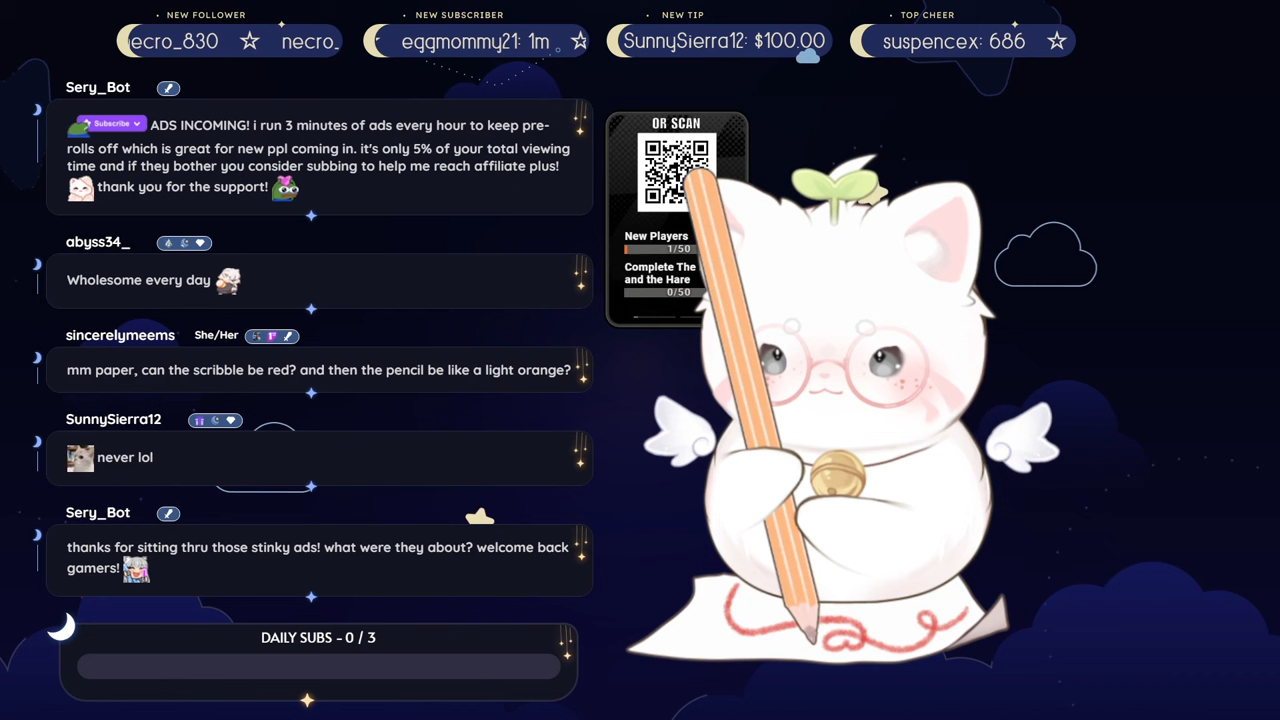 NEW FOLLOWER
NEW SUBSCRIBER
NEW TIP
TOP CHEER
ecro_830 ☆ necro_
eggmommy21: 1m ☆
SunnySierra12: $100.00
suspencex: 686 ☆
Sery_Bot
Subscribe
ADS INCOMING! i run 3 minutes of ads every hour to keep pre-
rolls off which is great for new ppl coming in. it's only 5% of your total viewing
time and if they bother you consider subbing to help me reach affiliate plus!
thank you for the support!
abyss34_
Wholesome every day
sincerelymeems She/Her
mm paper, can the scribble be red? and then the pencil be like a light orange?
SunnySierra12
never lol
Sery_Bot
thanks for sitting thru those stinky ads! what were they about? welcome back
gamers!
DAILY SUBS - 0 / 3
OR SCAN
New Players
1/50
Complete The
and the Hare
0/50